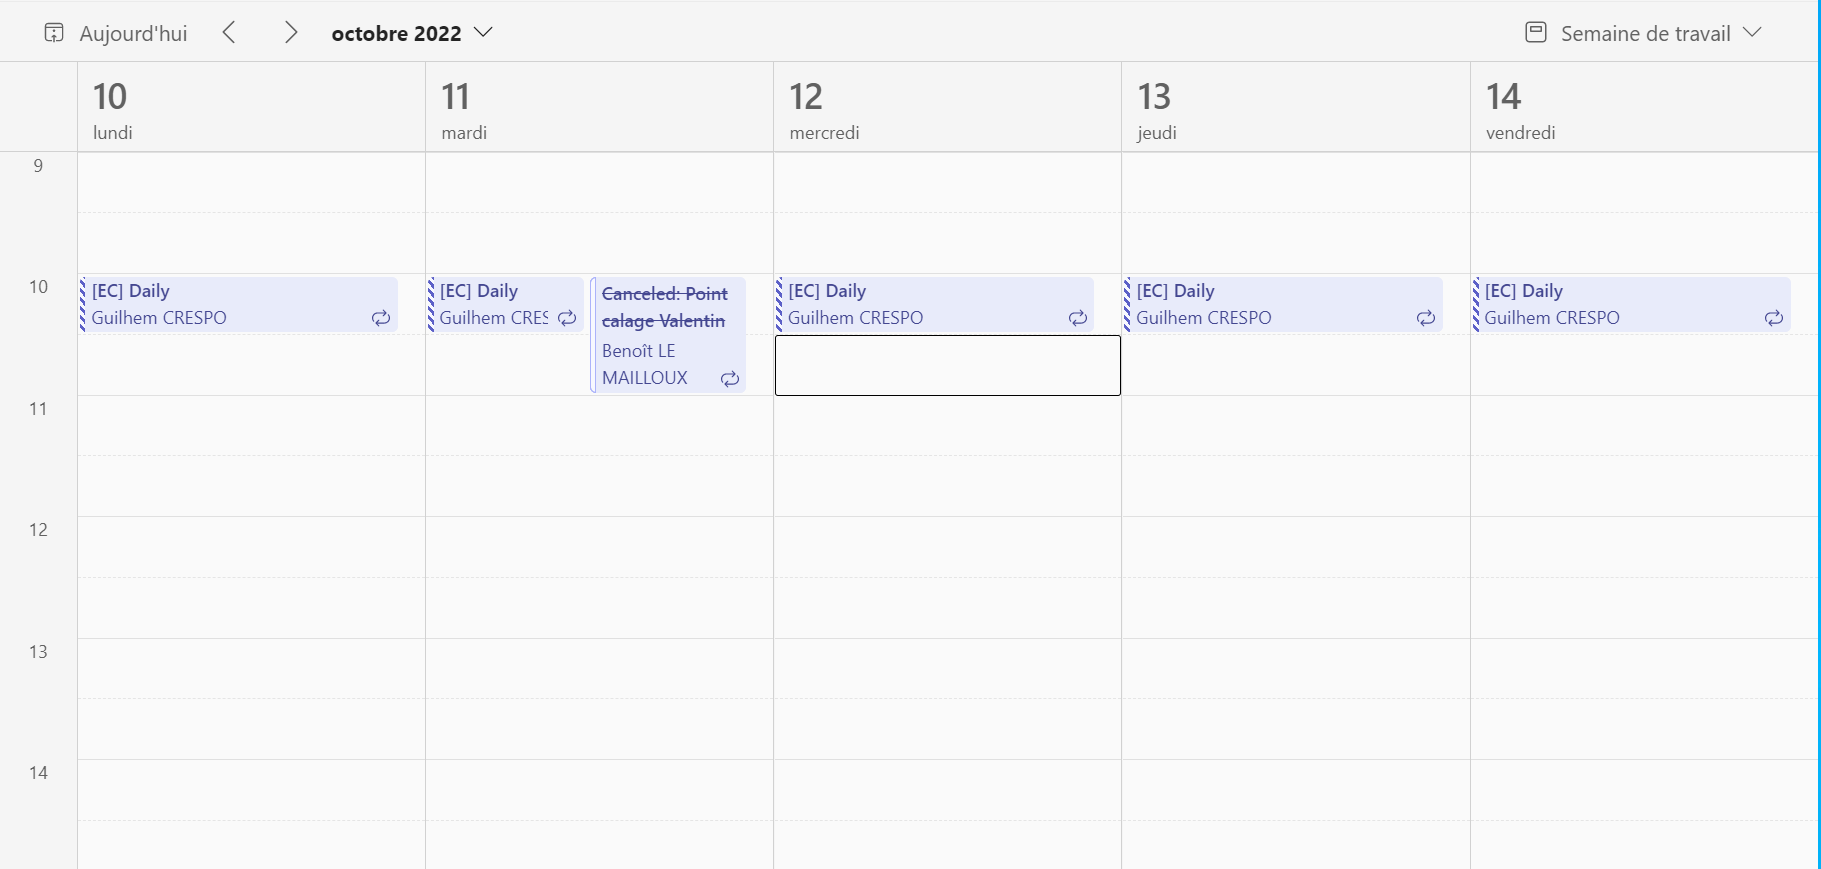 Aujourd'hui
octobre 2022
Semaine de travail
10
lundi
11
mardi
12
mercredi
13
jeudi
14
vendredi
9
10
[EC] Daily
Guilhem CRESPO
[EC] Daily
Guilhem CRES
Canceled: Point
calage Valentin
Benoît LE
MAILLOUX
[EC] Daily
Guilhem CRESPO
[EC] Daily
Guilhem CRESPO
[EC] Daily
Guilhem CRESPO
11
12
13
14